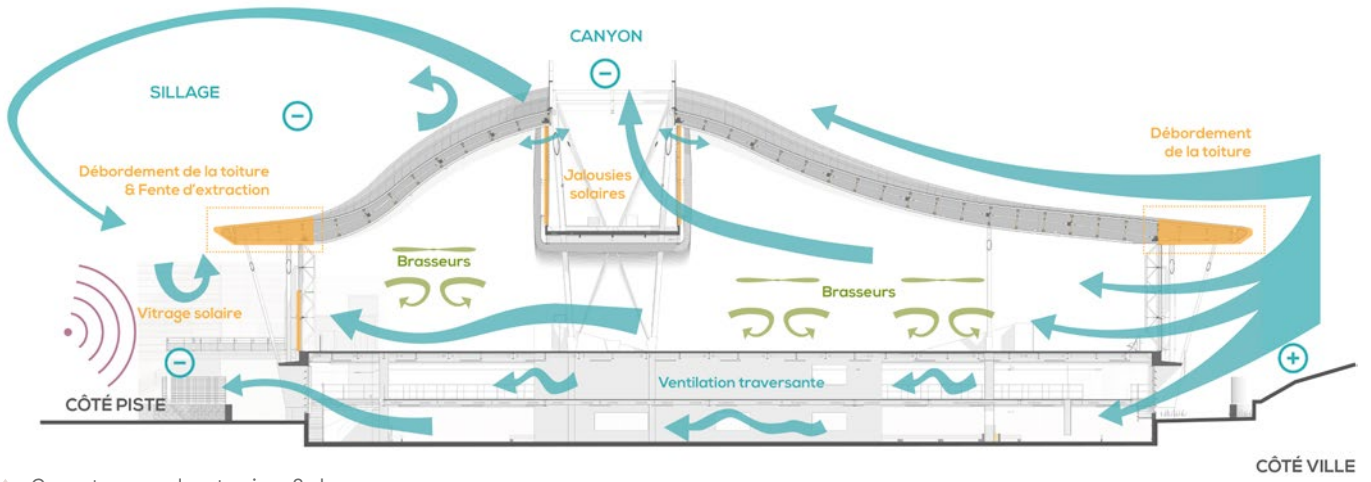 CANYON
SILLAGE
Débordement de la toiture
& Fente d'extraction
Jalousies
solaires
Débordement
de la toiture
Brasseurs
Brasseurs
Vitrage solaire
Ventilation traversante
CÔTÉ PISTE
CÔTÉ VILLE